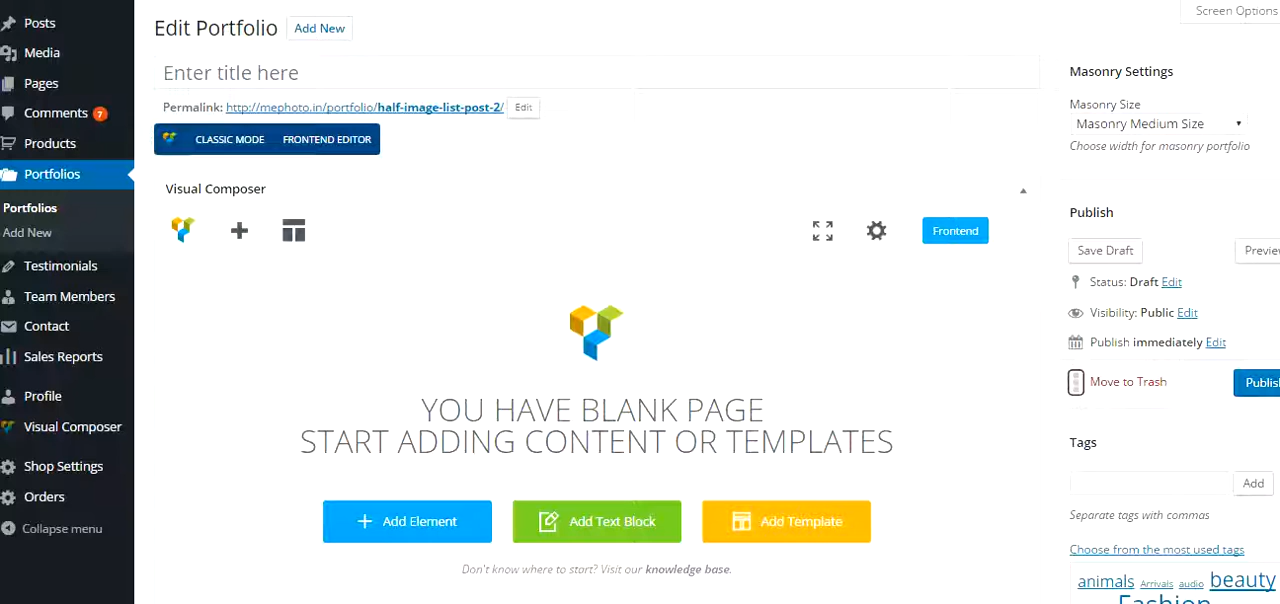 Posts
Media
Pages
Comments 7
Products
Portfolios
Portfolios
Add New
Testimonials
Team Members
Contact
Sales Reports
Profile
Visual Composer
Shop Settings
Orders
Collapse menu
Screen Options
Edit Portfolio Add New
Enter title here
Permalink: http://mephoto.in/portfolio/half-image-list-post-2/ Edit
CLASSIC MODE FRONTEND EDITOR
Visual Composer
Frontend
YOU HAVE BLANK PAGE
START ADDING CONTENT OR TEMPLATES
Add Element Add Text Block Add Template
Don't know where to start? Visit our knowledge base.
Masonry Settings
Masonry Size
Masonry Medium Size
Choose width for masonry portfolio
Publish
Save Draft Preview
Status: Draft Edit
Visibility: Public Edit
Publish immediately Edit
Move to Trash Publis
Tags
Add
Separate tags with commas
Choose from the most used tags
animals Arrivals audio beauty
Fashion